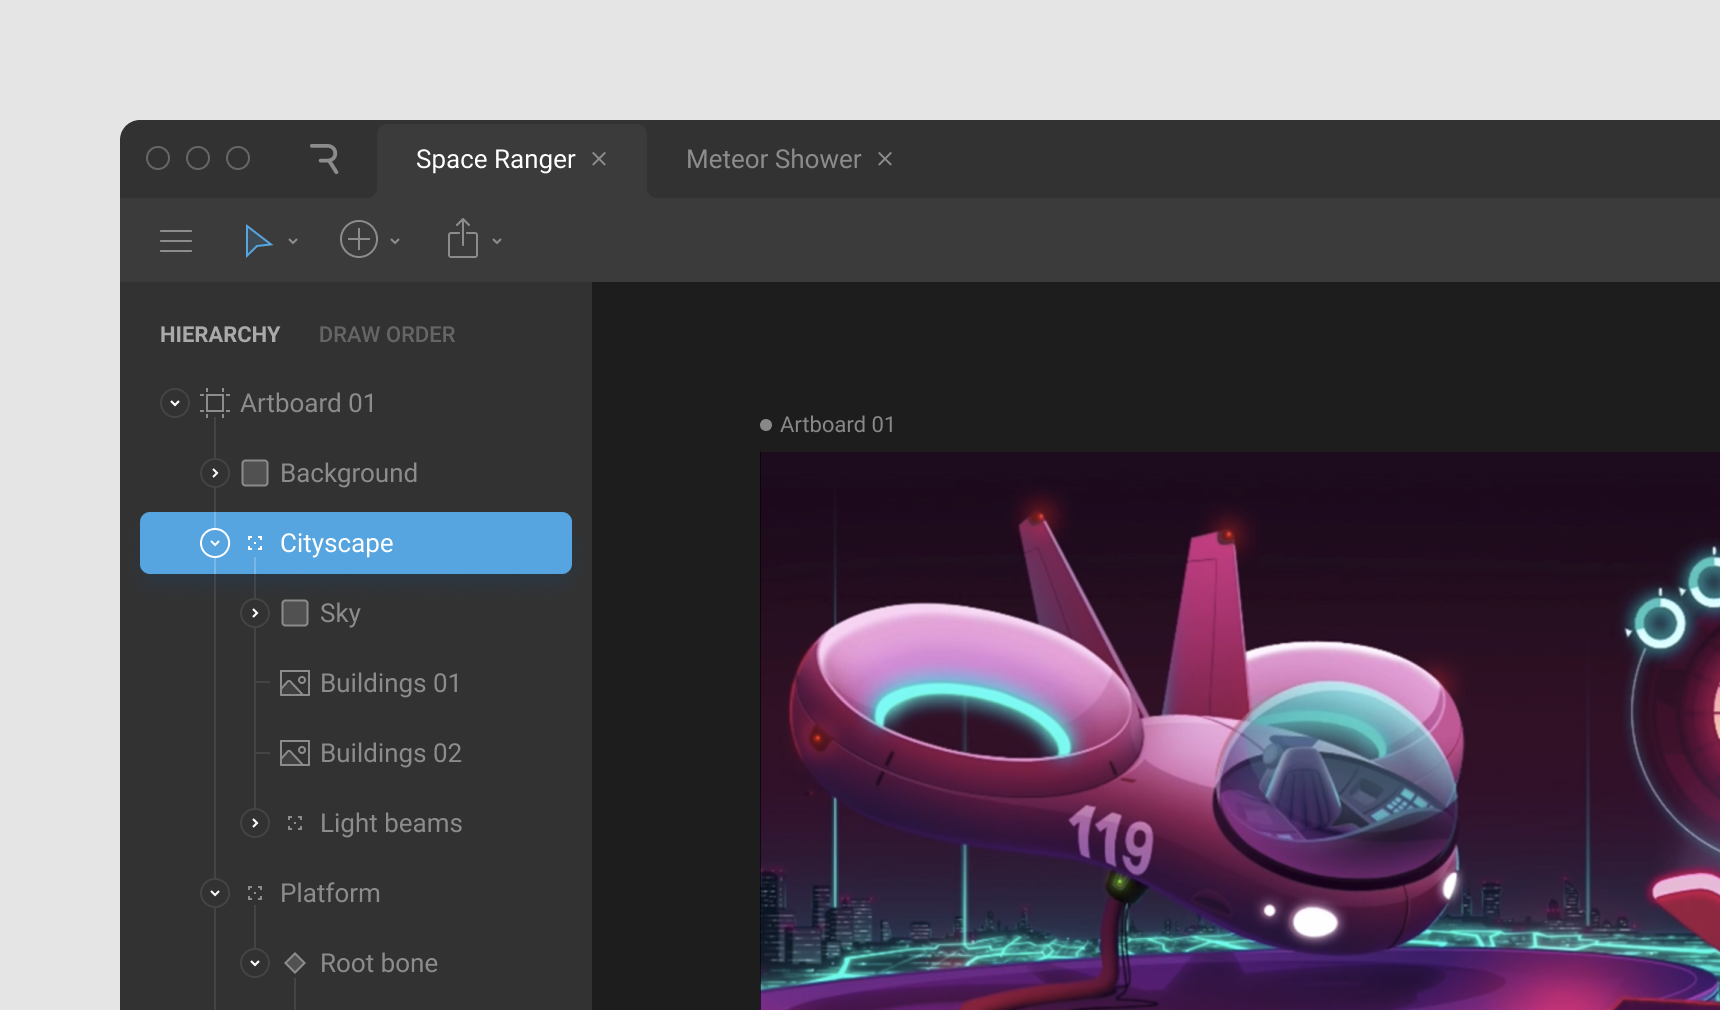 Space Ranger
Meteor Shower
HIERARCHY
DRAW ORDER
Artboard 01
Background
Cityscape
Sky
Buildings 01
Buildings 02
Light beams
Platform
Root bone
Artboard 01
119